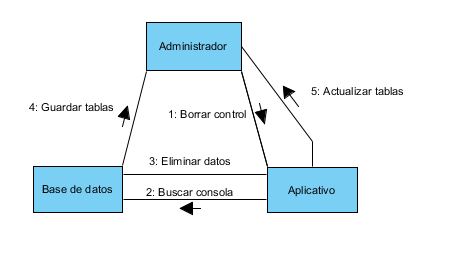 Administrador
4: Guardar tablas
1: Borrar control
5: Actualizar tablas
3: Eliminar datos
2: Buscar consola
Base de datos
Aplicativo